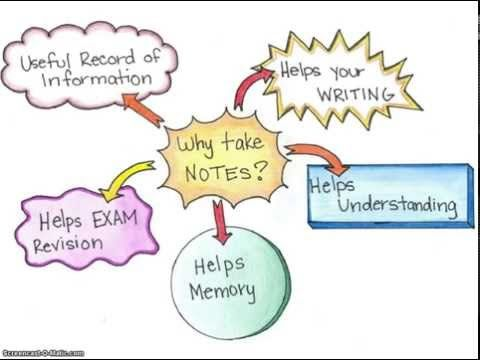 Useful Record of
Information
Helps your
WRITING
Why take
NOTES?
Helps EXAM
Revision
Helps
Understanding
Helps
Memory
Screencast-O-Matic.com